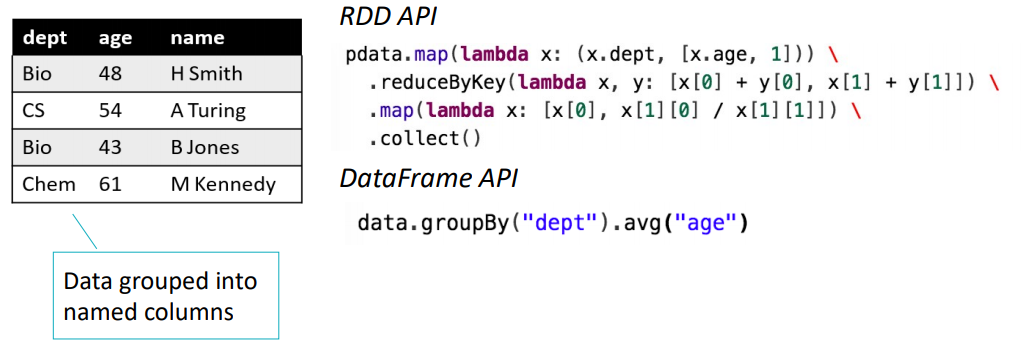 dept age name
Bio 48 H Smith
CS 54 A Turing
Bio 43 B Jones
Chem 61 M Kennedy
Data grouped into
named columns
RDD API
pdata.map(lambda x: (x.dept, [x.age, 1])) \
.reduceByKey(lambda x, y: [x[0] + y[0], x[1] + y[1]]) \
.map(lambda x: [x[0], x[1][0] / x[1][1]]) \
.collect()
DataFrame API
data.groupBy("dept").avg("age")